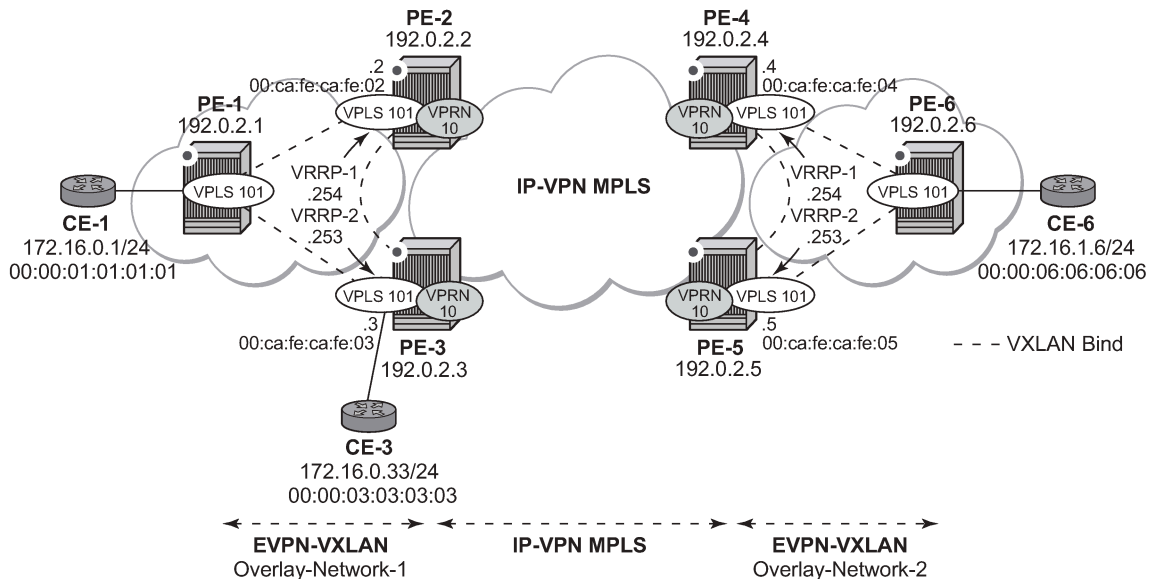 PE-2
192.0.2.2
.2
00:ca:fe:ca:fe:02
VPLS 101
VPRN
10
PE-4
192.0.2.4
.4
00:ca:fe:ca:fe:04
VPRN
10
VPLS 101
PE-1
192.0.2.1
VPLS 101
PE-6
192.0.2.6
VPLS 101
VRRP-1
.254
VRRP-2
.253
IP-VPN MPLS
VRRP-1
.254
VRRP-2
.253
CE-1
172.16.0.1/24
00:00:01:01:01:01
CE-6
172.16.1.6/24
00:00:06:06:06:06
VPLS 101
VPRN
10
.3
00:ca:fe:ca:fe:03
PE-3
192.0.2.3
VPRN
10
VPLS 101
.5
00:ca:fe:ca:fe:05
PE-5
192.0.2.5
VXLAN Bind
CE-3
172.16.0.33/24
00:00:03:03:03:03
EVPN-VXLAN
Overlay-Network-1
IP-VPN MPLS
EVPN-VXLAN
Overlay-Network-2